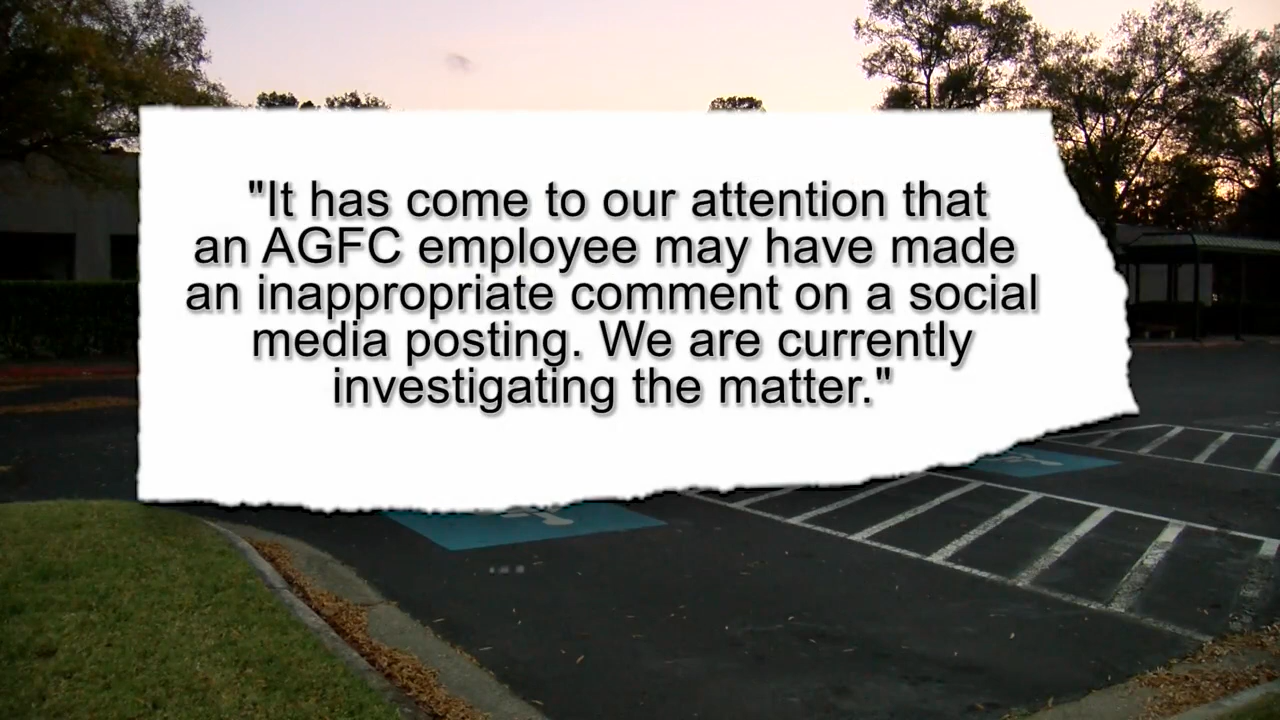 "It has come to our attention that
an AGFC employee may have made
an inappropriate comment on a social
media posting. We are currently
investigating the matter."